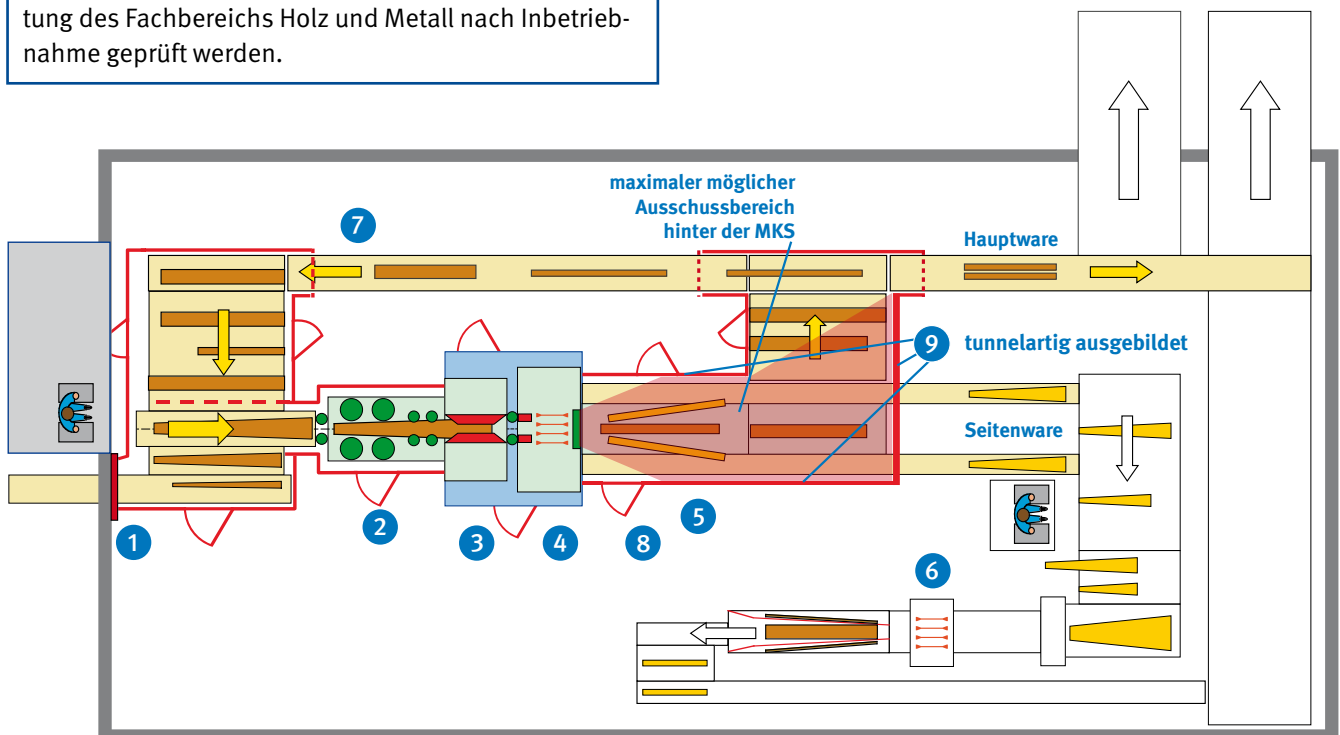 tung des Fachbereichs Holz und Metall nach Inbetrieb-
nahme geprüft werden.
maximaler möglicher
Ausschussbereich
hinter der MKS
7
Hauptware
9
tunnelartig ausgebildet
Seitenware
1
2
3
4
8
5
6